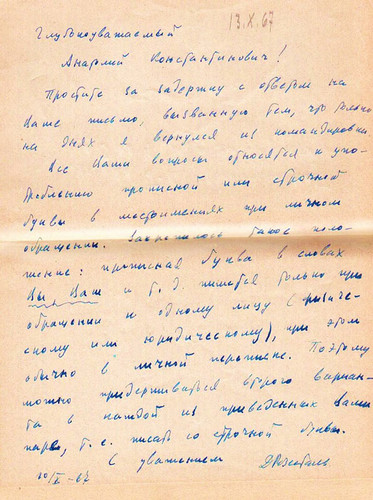 13.X.67
Глубокоуважаемый
Анатолий Константинович!
Простите за задержку с ответом на
Ваше письмо, вызванную тем, что только
на днях я вернулся из командировки.
Все Ваши вопросы относятся к упо-
треблению прописной или строчной
буквы в местоимениях при личном
обращении. Закрепилось такое поло-
жение: прописная буква в словах
Вы, Ваш и т. д. пишется только при
обращении к одному лицу (физиче-
скому или юридическому), при этом
обычно в личной переписке. Поэтому
можно придерживаться второго вариан-
та в каждой из приведенных Вами
пар, т. е. писать со строчной буквы.
С уважением
10/IX-67